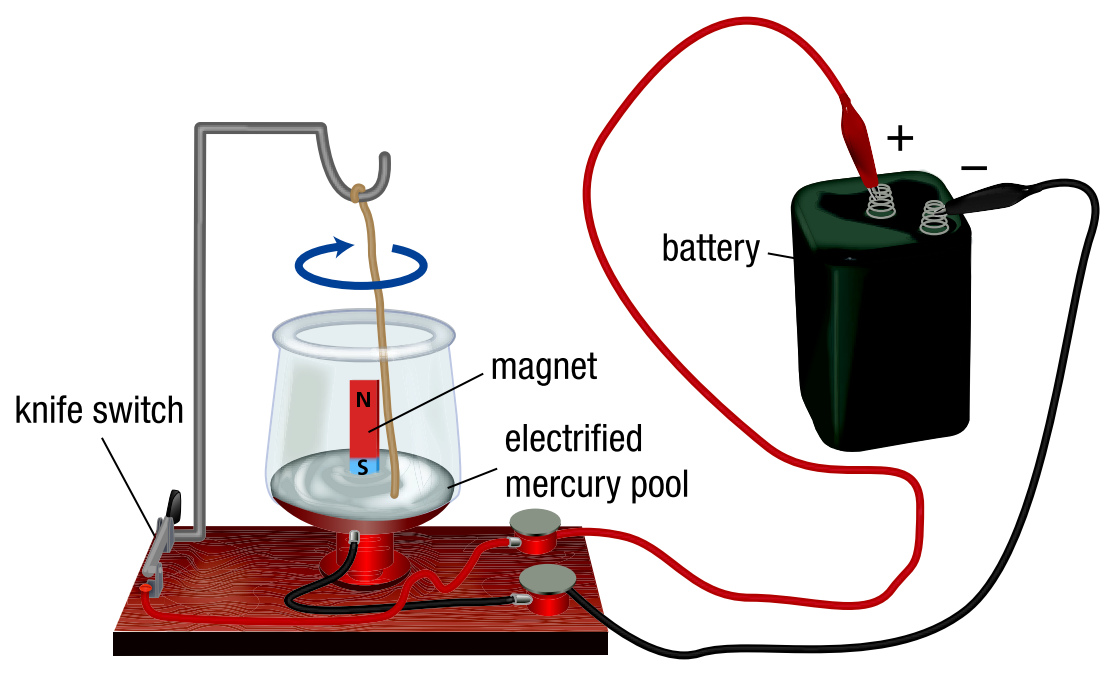 +
−
battery
magnet
N
knife switch
electrified
mercury pool
S